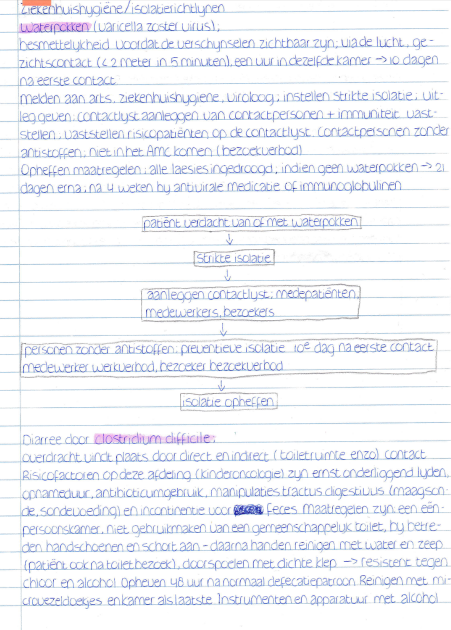 Ziekenhuishygiëne/isolatierichtlijnen
Waterpokken (varicella zoster virus);
besmettelijkheid voordat de verschijnselen zichtbaar zijn; via de lucht, ge-
zichtscontact (< 2 meter in 5 minuten), een uur in dezelfde kamer → 10 dagen
na eerste contact
melden aan arts, ziekenhuishygiene, viroloog; instellen strikte isolatie, uit-
leg geven, contactlijst aanleggen van contactpersonen + immuniteit vast-
stellen; vaststellen risicopatiënten op de contactlijst. Contactpersonen zonder
antistoffen; niet in het AMC komen (bezoekverbod)
Opheffen maatregelen; alle laesies ingedroogd, indien geen waterpokken → 21
dagen erna, na 4 weken bij antivirale medicatie of immunoglobulinen
patiënt verdacht van of met waterpokken
strikte isolatie
aanleggen contactlijst; medepatiënten,
medewerkers, bezoekers
personen zonder antistoffen; preventieve isolatie 10e dag na eerste contact
medewerker werkverbod, bezoeker bezoekverbod
isolatie opheffen
Diarree door clostridium difficile;
overdracht vindt plaats door direct en indirect (toiletruimte enzo) contact
Risicofactoren op deze afdeling (kinderoncologie) zijn ernst onderliggend lijden,
opnameduur, antibioticumgebruik, manipulaties tractus digestivus (maagson-
de, sondevoeding) en incontinentie voor feces. Maatregelen zijn een één-
persoonskamer, niet gebruikmaken van een gemeenschappelijk toilet, bij betre-
den handschoenen en schort aan - daarna handen reinigen met water en zeep
(patiënt ook na toiletbezoek), doorspoelen met dichte klep → resistent tegen
chloor en alcohol. Opheven 48 uur na normaal defecatiepatroon. Reinigen met mi-
crovezeldoekjes en kamer als laatste. Instrumenten en apparatuur met alcohol